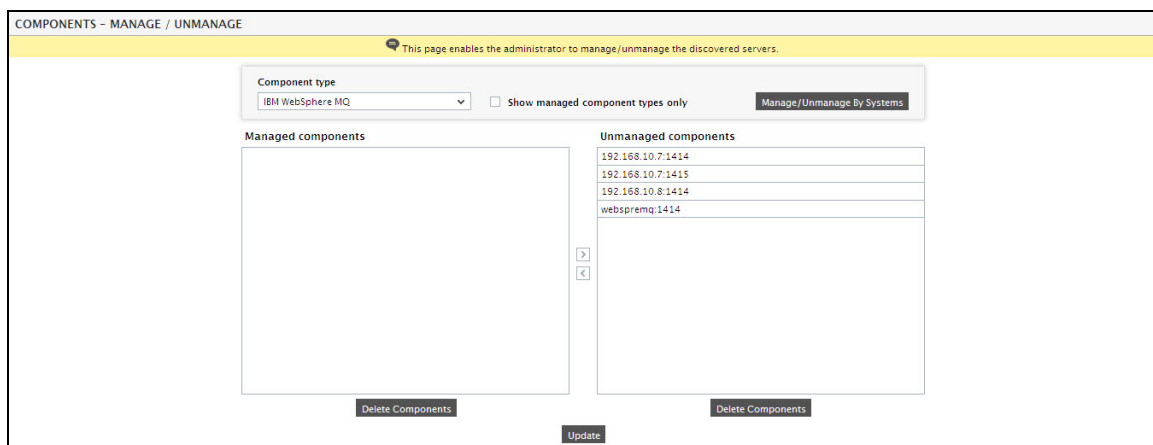 COMPONENTS - MANAGE / UNMANAGE
This page enables the administrator to manage/unmanage the discovered servers.
Component type
IBM WebSphere MQ
Show managed component types only
Manage/Unmanage By Systems
Managed components
Unmanaged components
192.168.10.7:1414
192.168.10.7:1415
192.168.10.8:1414
webspremq:1414
>
<
Delete Components
Delete Components
Update